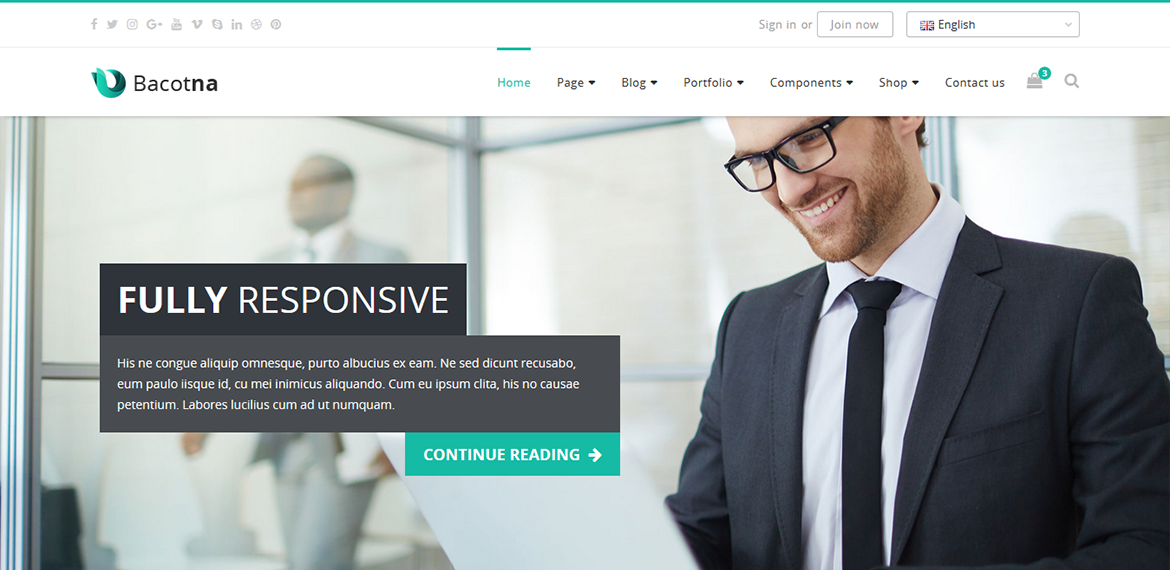 Sign in or Join now English
Bacotna
Home Page Blog Portfolio Components Shop Contact us 3
FULLY RESPONSIVE
His ne congue aliquip omnesque, purto albucius ex eam. Ne sed dicunt recusabo,
eum paulo iisque id, cu mei inimicus aliquando. Cum eu ipsum clita, his no causae
petentium. Labores lucilius cum ad ut numquam.
CONTINUE READING